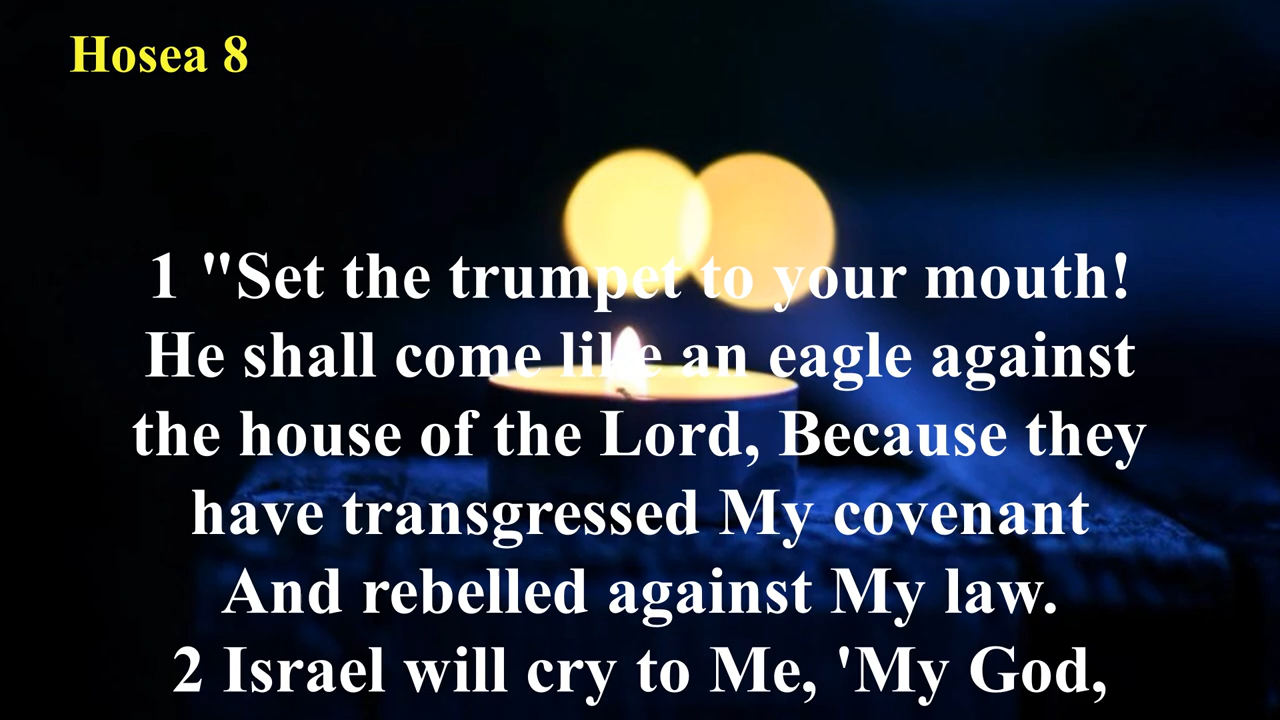 Hosea 8
1 "Set the trumpet to your mouth!
He shall come like an eagle against
the house of the Lord, Because they
have transgressed My covenant
And rebelled against My law.
2 Israel will cry to Me, 'My God,